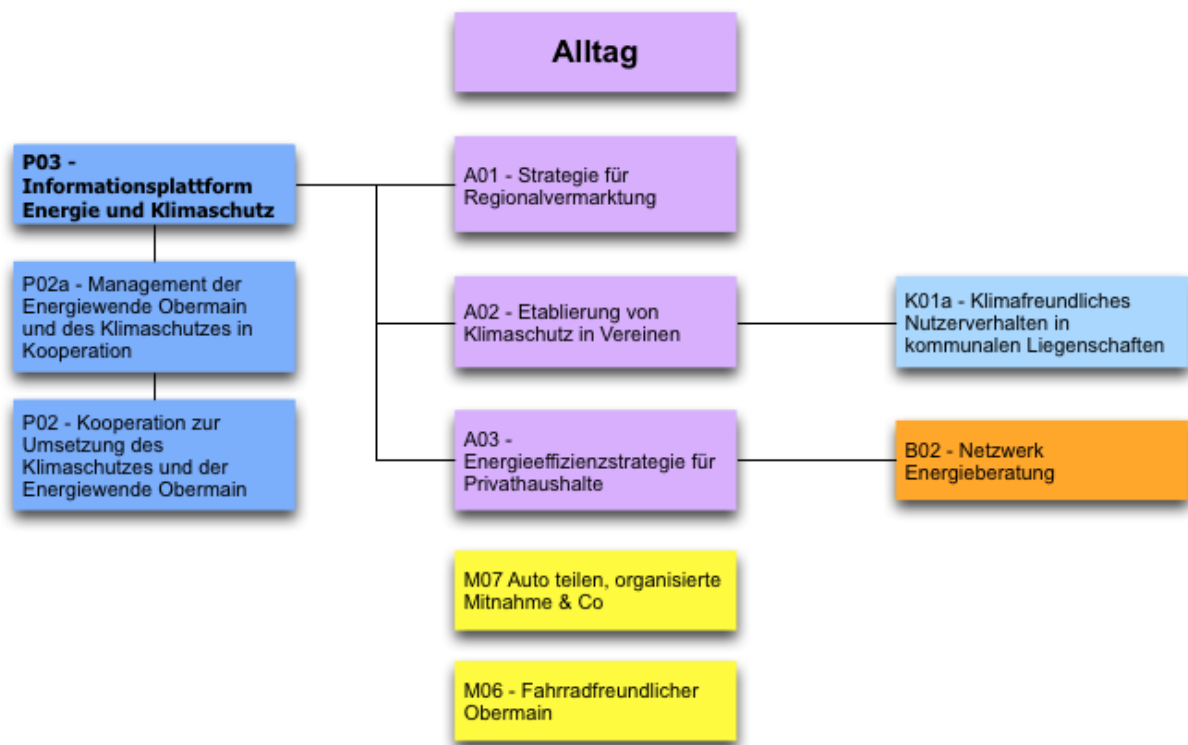 Alltag
P03 -
Informationsplattform
Energie und Klimaschutz
P02a - Management der
Energiewende Obermain
und des Klimaschutzes in
Kooperation
P02 - Kooperation zur
Umsetzung des
Klimaschutzes und der
Energiewende Obermain
A01 - Strategie für
Regionalvermarktung
A02 - Etablierung von
Klimaschutz in Vereinen
A03 -
Energieeffizienzstrategie für
Privathaushalte
M07 Auto teilen, organisierte
Mitnahme & Co
M06 - Fahrradfreundlicher
Obermain
K01a - Klimafreundliches
Nutzerverhalten in
kommunalen Liegenschaften
B02 - Netzwerk
Energieberatung